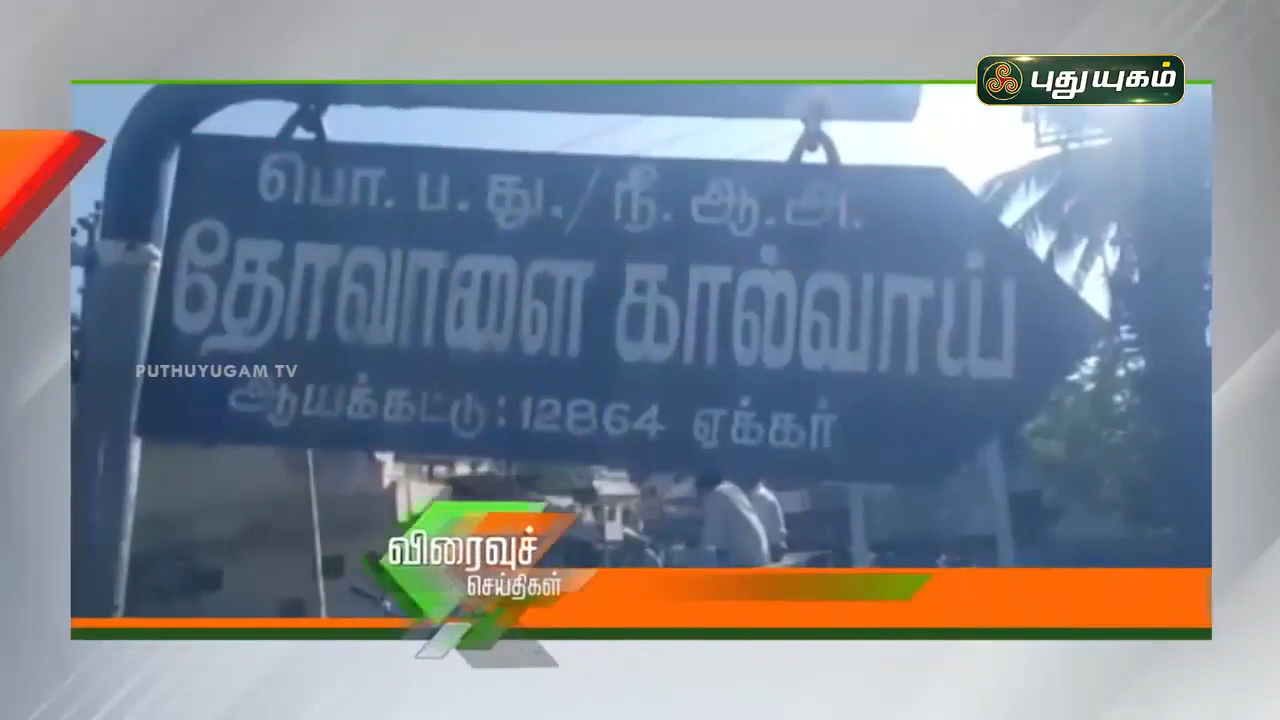 புதுயுகம்
பொ. ப. து. / நீ. ஆ. அ.
தோவாளை கால்வாய்
PUTHUYUGAM TV
ஆயக்கட்டு : 12864 ஏக்கர்
விரைவுச்
செய்திகள்